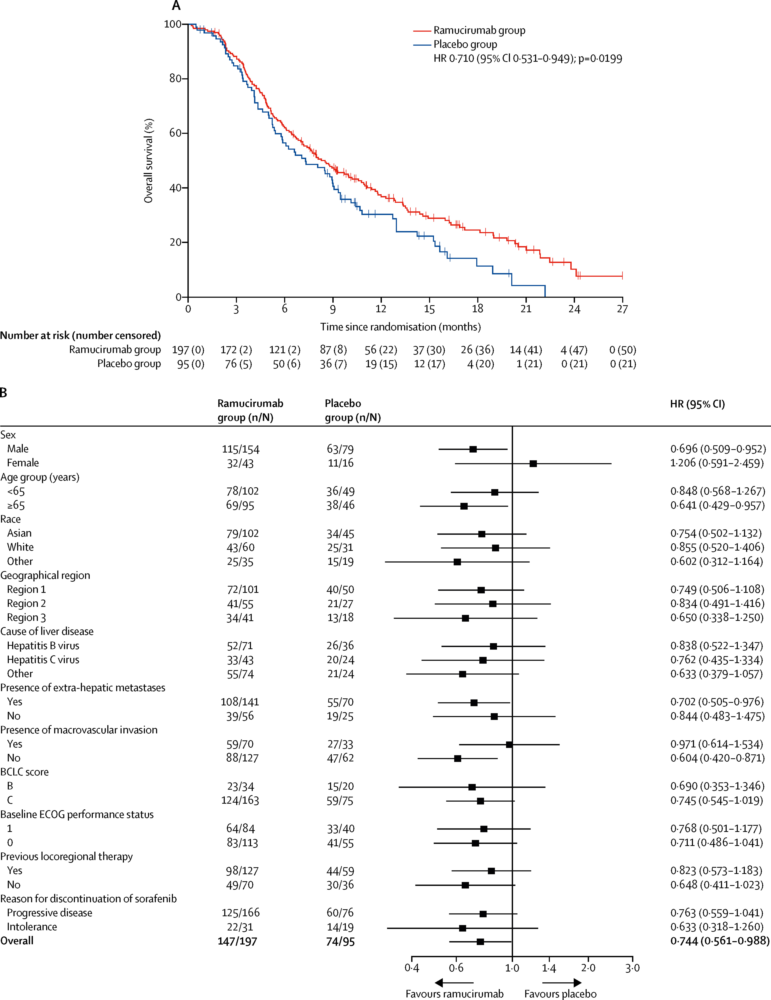 A
100
80
60
40
20
0
Overall survival (%)
Ramucirumab group
Placebo group
HR 0·710 (95% CI 0·531–0·949); p=0·0199
0 3 6 9 12 15 18 21 24 27
Time since randomisation (months)
Number at risk (number censored)
Ramucirumab group 197 (0) 172 (2) 121 (2) 87 (8) 56 (22) 37 (30) 26 (36) 14 (41) 4 (47) 0 (50)
Placebo group 95 (0) 76 (5) 50 (6) 36 (7) 19 (15) 12 (17) 4 (20) 1 (21) 0 (21) 0 (21)
B
Ramucirumab Placebo HR (95% CI)
group (n/N) group (n/N)
Sex
Male 115/154 63/79 0·696 (0·509–0·952)
Female 32/43 11/16 1·206 (0·591–2·459)
Age group (years)
<65 78/102 36/49 0·848 (0·568–1·267)
≥65 69/95 38/46 0·641 (0·429–0·957)
Race
Asian 79/102 34/45 0·754 (0·502–1·132)
White 43/60 25/31 0·855 (0·520–1·406)
Other 25/35 15/19 0·602 (0·312–1·164)
Geographical region
Region 1 72/101 40/50 0·749 (0·506–1·108)
Region 2 41/55 21/27 0·834 (0·491–1·416)
Region 3 34/41 13/18 0·650 (0·338–1·250)
Cause of liver disease
Hepatitis B virus 52/71 26/36 0·838 (0·522–1·347)
Hepatitis C virus 33/43 20/24 0·762 (0·435–1·334)
Other 55/74 21/24 0·633 (0·379–1·057)
Presence of extra-hepatic metastases
Yes 108/141 55/70 0·702 (0·505–0·976)
No 39/56 19/25 0·844 (0·483–1·475)
Presence of macrovascular invasion
Yes 59/70 27/33 0·971 (0·614–1·534)
No 88/127 47/62 0·604 (0·420–0·871)
BCLC score
B 23/34 15/20 0·690 (0·353–1·346)
C 124/163 59/75 0·745 (0·545–1·019)
Baseline ECOG performance status
1 64/84 33/40 0·768 (0·501–1·177)
0 83/113 41/55 0·711 (0·486–1·041)
Previous locoregional therapy
Yes 98/127 44/59 0·823 (0·573–1·183)
No 49/70 30/36 0·648 (0·411–1·023)
Reason for discontinuation of sorafenib
Progressive disease 125/166 60/76 0·763 (0·559–1·041)
Intolerance 22/31 14/19 0·633 (0·318–1·260)
Overall 147/197 74/95 0·744 (0·561–0·988)
0·4 0·6 1·0 1·4 2·0 3·0
Favours ramucirumab Favours placebo